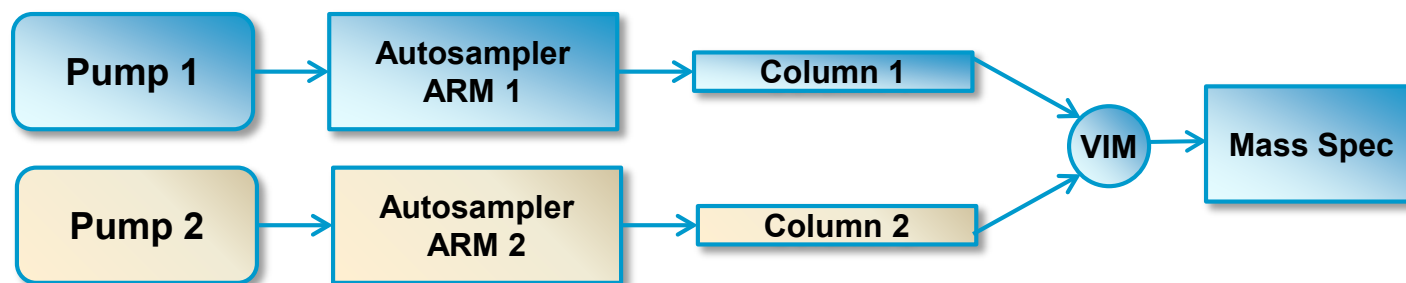 Pump 1
Autosampler
ARM 1
Column 1
VIM
Mass Spec
Pump 2
Autosampler
ARM 2
Column 2